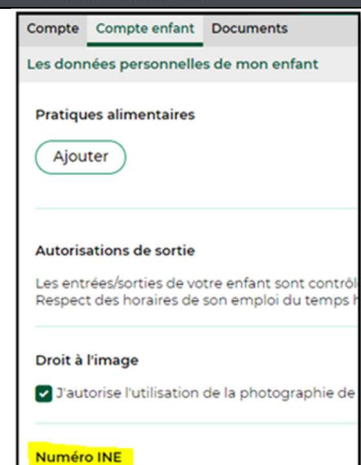 Compte Compte enfant Documents
Les données personnelles de mon enfant
Pratiques alimentaires
Ajouter
Autorisations de sortie
Les entrées/sorties de votre enfant sont contrôl
Respect des horaires de son emploi du temps h
Droit à l'image
J'autorise l'utilisation de la photographie de
Numéro INE